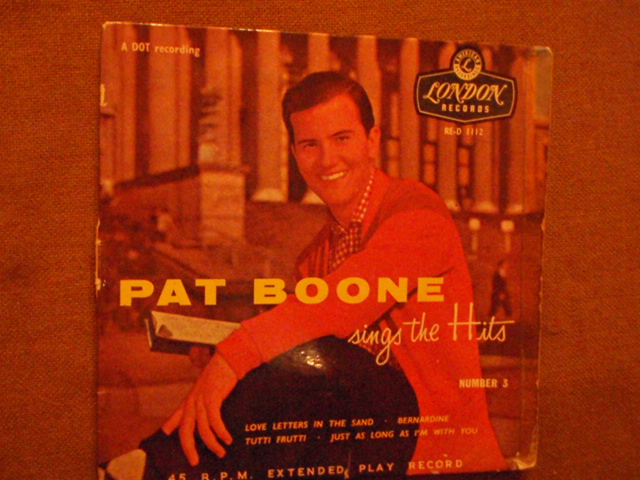 A DOT recording
AMERICAN
L
LONDON
RECORDS
RE-D 1112
PAT BOONE
sings the Hits
NUMBER 3
LOVE LETTERS IN THE SAND · BERNARDINE
TUTTI FRUTTI · JUST AS LONG AS I'M WITH YOU
45 R.P.M. EXTENDED PLAY RECORD